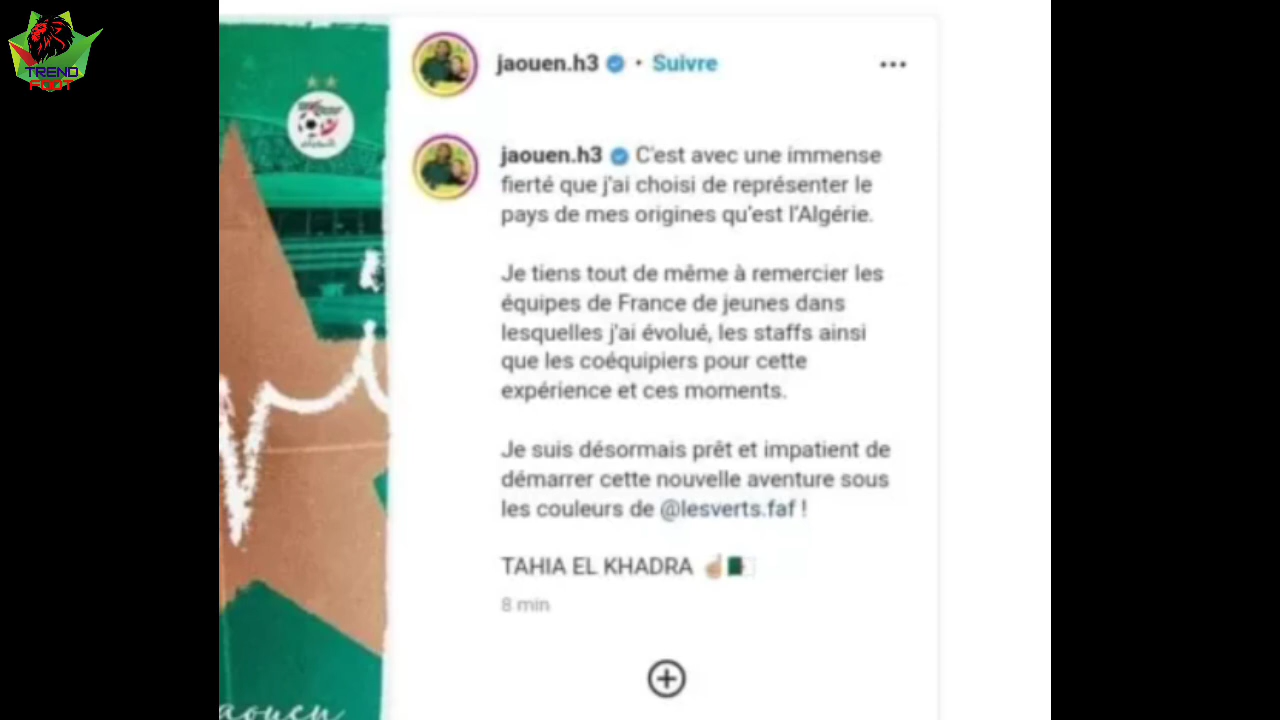 TREND
FOOT
jaouen.h3 • Suivre
jaouen.h3 C'est avec une immense
fierté que j'ai choisi de représenter le
pays de mes origines qu'est l'Algérie.
Je tiens tout de même à remercier les
équipes de France de jeunes dans
lesquelles j'ai évolué, les staffs ainsi
que les coéquipiers pour cette
expérience et ces moments.
Je suis désormais prêt et impatient de
démarrer cette nouvelle aventure sous
les couleurs de @lesverts.faf !
TAHIA EL KHADRA ☝🏼🇩🇿
8 min